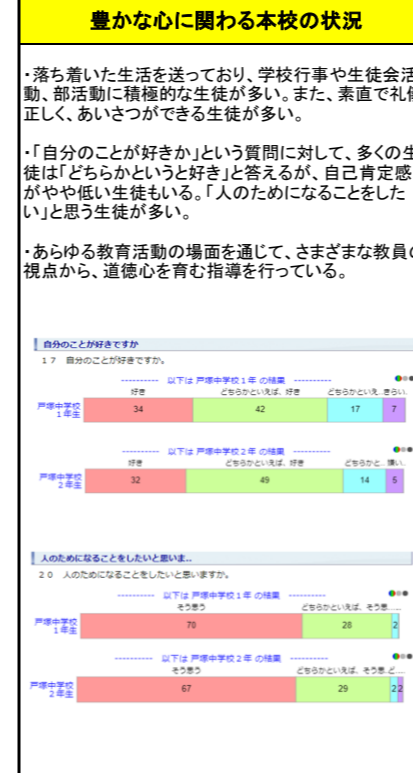 豊かな心に関わる本校の状況
・落ち着いた生活を送っており、学校行事や生徒会活
動、部活動に積極的な生徒が多い。また、素直で礼儀
正しく、あいさつができる生徒が多い。
・「自分のことが好きか」という質問に対して、多くの生
徒は「どちらかというと好き」と答えるが、自己肯定感
がやや低い生徒もいる。「人のためになることをした
い」と思う生徒が多い。
・あらゆる教育活動の場面を通じて、さまざまな教員の
視点から、道徳心を育む指導を行っている。
自分のことが好きですか
17 自分のことが好きですか。
---------- 以下は 戸塚中学校1年 の結果 ----------
好き どちらかといえば、好き どちらかといえ. きらい.
戸塚中学校
1年生
34 42 17 7
---------- 以下は 戸塚中学校2年 の結果 ----------
好き どちらかといえば、好き どちらかと.. 嫌い.
戸塚中学校
2年生
32 49 14 5
人のためになることをしたいと思いま...
20 人のためになることをしたいと思いますか。
---------- 以下は 戸塚中学校1年 の結果 ----------
そう思う どちらかといえば、そう思......
戸塚中学校
1年生
70 28 2
---------- 以下は 戸塚中学校2年 の結果 ----------
そう思う どちらかといえば、そう思 ど....
戸塚中学校
2年生
67 29 2 2